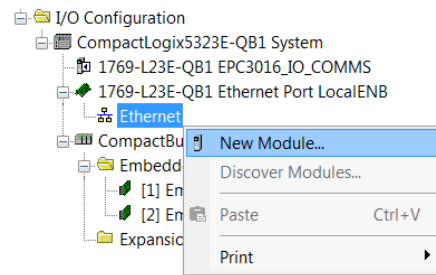 I/O Configuration
CompactLogix5323E-QB1 System
1769-L23E-QB1 EPC3016_IO_COMMS
1769-L23E-QB1 Ethernet Port LocalENB
Ethernet
New Module...
CompactBu
Discover Modules...
Embedd
[1] Em
[2] Em
Paste Ctrl+V
Expansio
Print